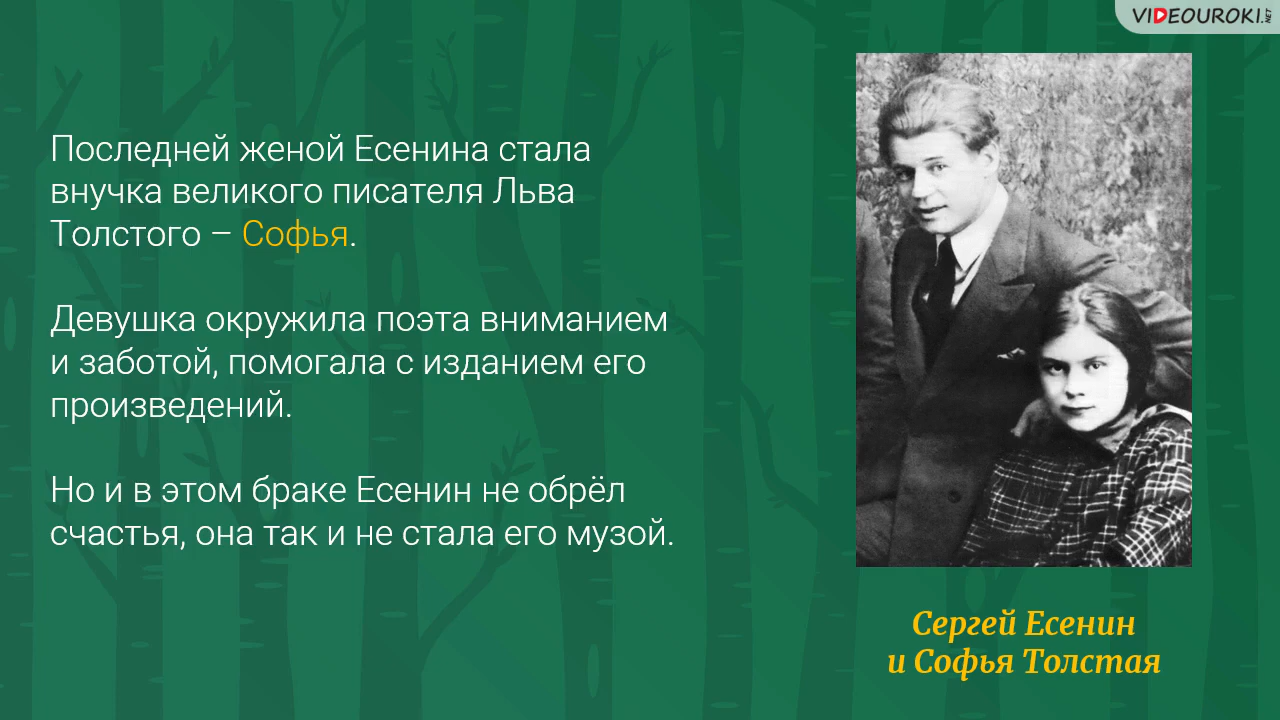 VIDEOUROKI.NET
Последней женой Есенина стала
внучка великого писателя Льва
Толстого – Софья.
Девушка окружила поэта вниманием
и заботой, помогала с изданием его
произведений.
Но и в этом браке Есенин не обрёл
счастья, она так и не стала его музой.
Сергей Есенин
и Софья Толстая